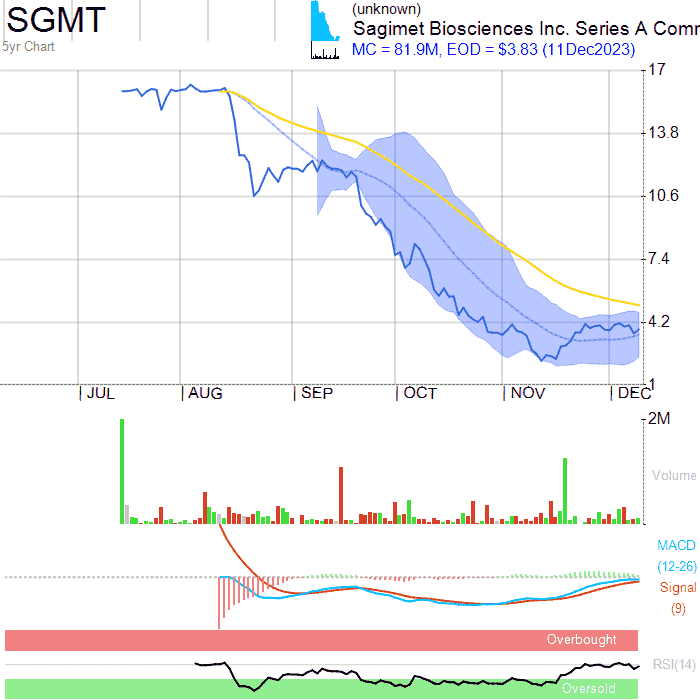 SGMT
5yr Chart
(unknown)
Sagimet Biosciences Inc. Series A Comm
MC = 81.9M, EOD = $3.83 (11Dec2023)
17
13.8
10.6
7.4
4.2
1
JUL AUG SEP OCT NOV DEC
2M
Volume
MACD
(12-26)
Signal
(9)
Overbought
RSI(14)
Oversold